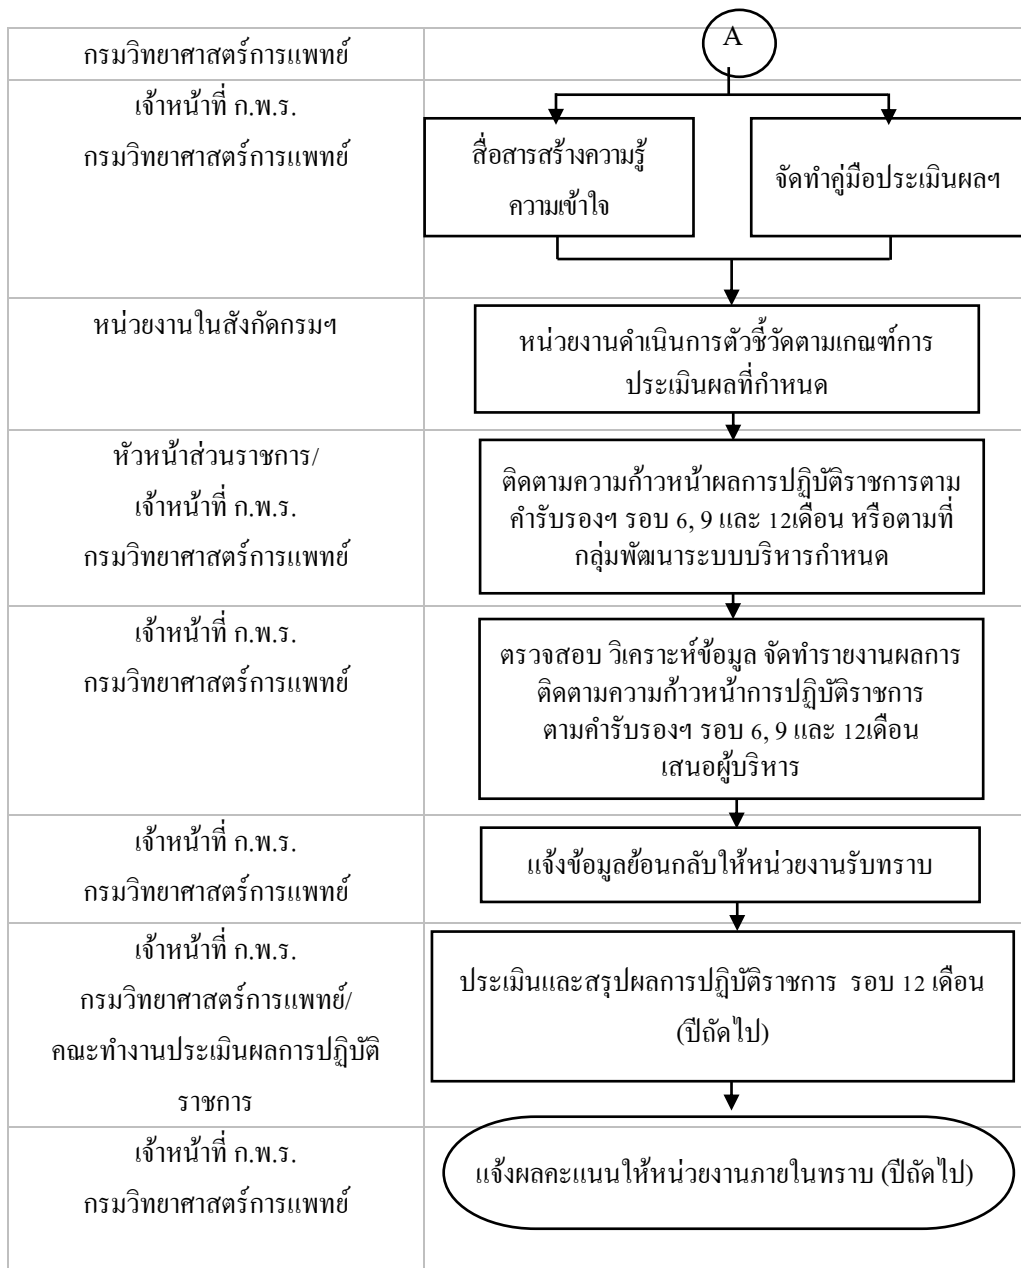 กรมวิทยาศาสตร์การแพทย์
A
เจ้าหน้าที่ ก.พ.ร.
กรมวิทยาศาสตร์การแพทย์
สื่อสารสร้างความรู้
ความเข้าใจ
จัดทำคู่มือประเมินผลฯ
หน่วยงานในสังกัดกรมฯ
หน่วยงานดำเนินการตัวชี้วัดตามเกณฑ์การ
ประเมินผลที่กำหนด
หัวหน้าส่วนราชการ/
เจ้าหน้าที่ ก.พ.ร.
กรมวิทยาศาสตร์การแพทย์
ติดตามความก้าวหน้าผลการปฏิบัติราชการตาม
คำรับรองฯ รอบ 6, 9 และ 12เดือน หรือตามที่
กลุ่มพัฒนาระบบบริหารกำหนด
เจ้าหน้าที่ ก.พ.ร.
กรมวิทยาศาสตร์การแพทย์
ตรวจสอบ วิเคราะห์ข้อมูล จัดทำรายงานผลการ
ติดตามความก้าวหน้าการปฏิบัติราชการ
ตามคำรับรองฯ รอบ 6, 9 และ 12เดือน
เสนอผู้บริหาร
เจ้าหน้าที่ ก.พ.ร.
กรมวิทยาศาสตร์การแพทย์
แจ้งข้อมูลย้อนกลับให้หน่วยงานรับทราบ
เจ้าหน้าที่ ก.พ.ร.
กรมวิทยาศาสตร์การแพทย์/
คณะทำงานประเมินผลการปฏิบัติ
ราชการ
ประเมินและสรุปผลการปฏิบัติราชการ รอบ 12 เดือน
(ปีถัดไป)
เจ้าหน้าที่ ก.พ.ร.
กรมวิทยาศาสตร์การแพทย์
แจ้งผลคะแนนให้หน่วยงานภายในทราบ (ปีถัดไป)